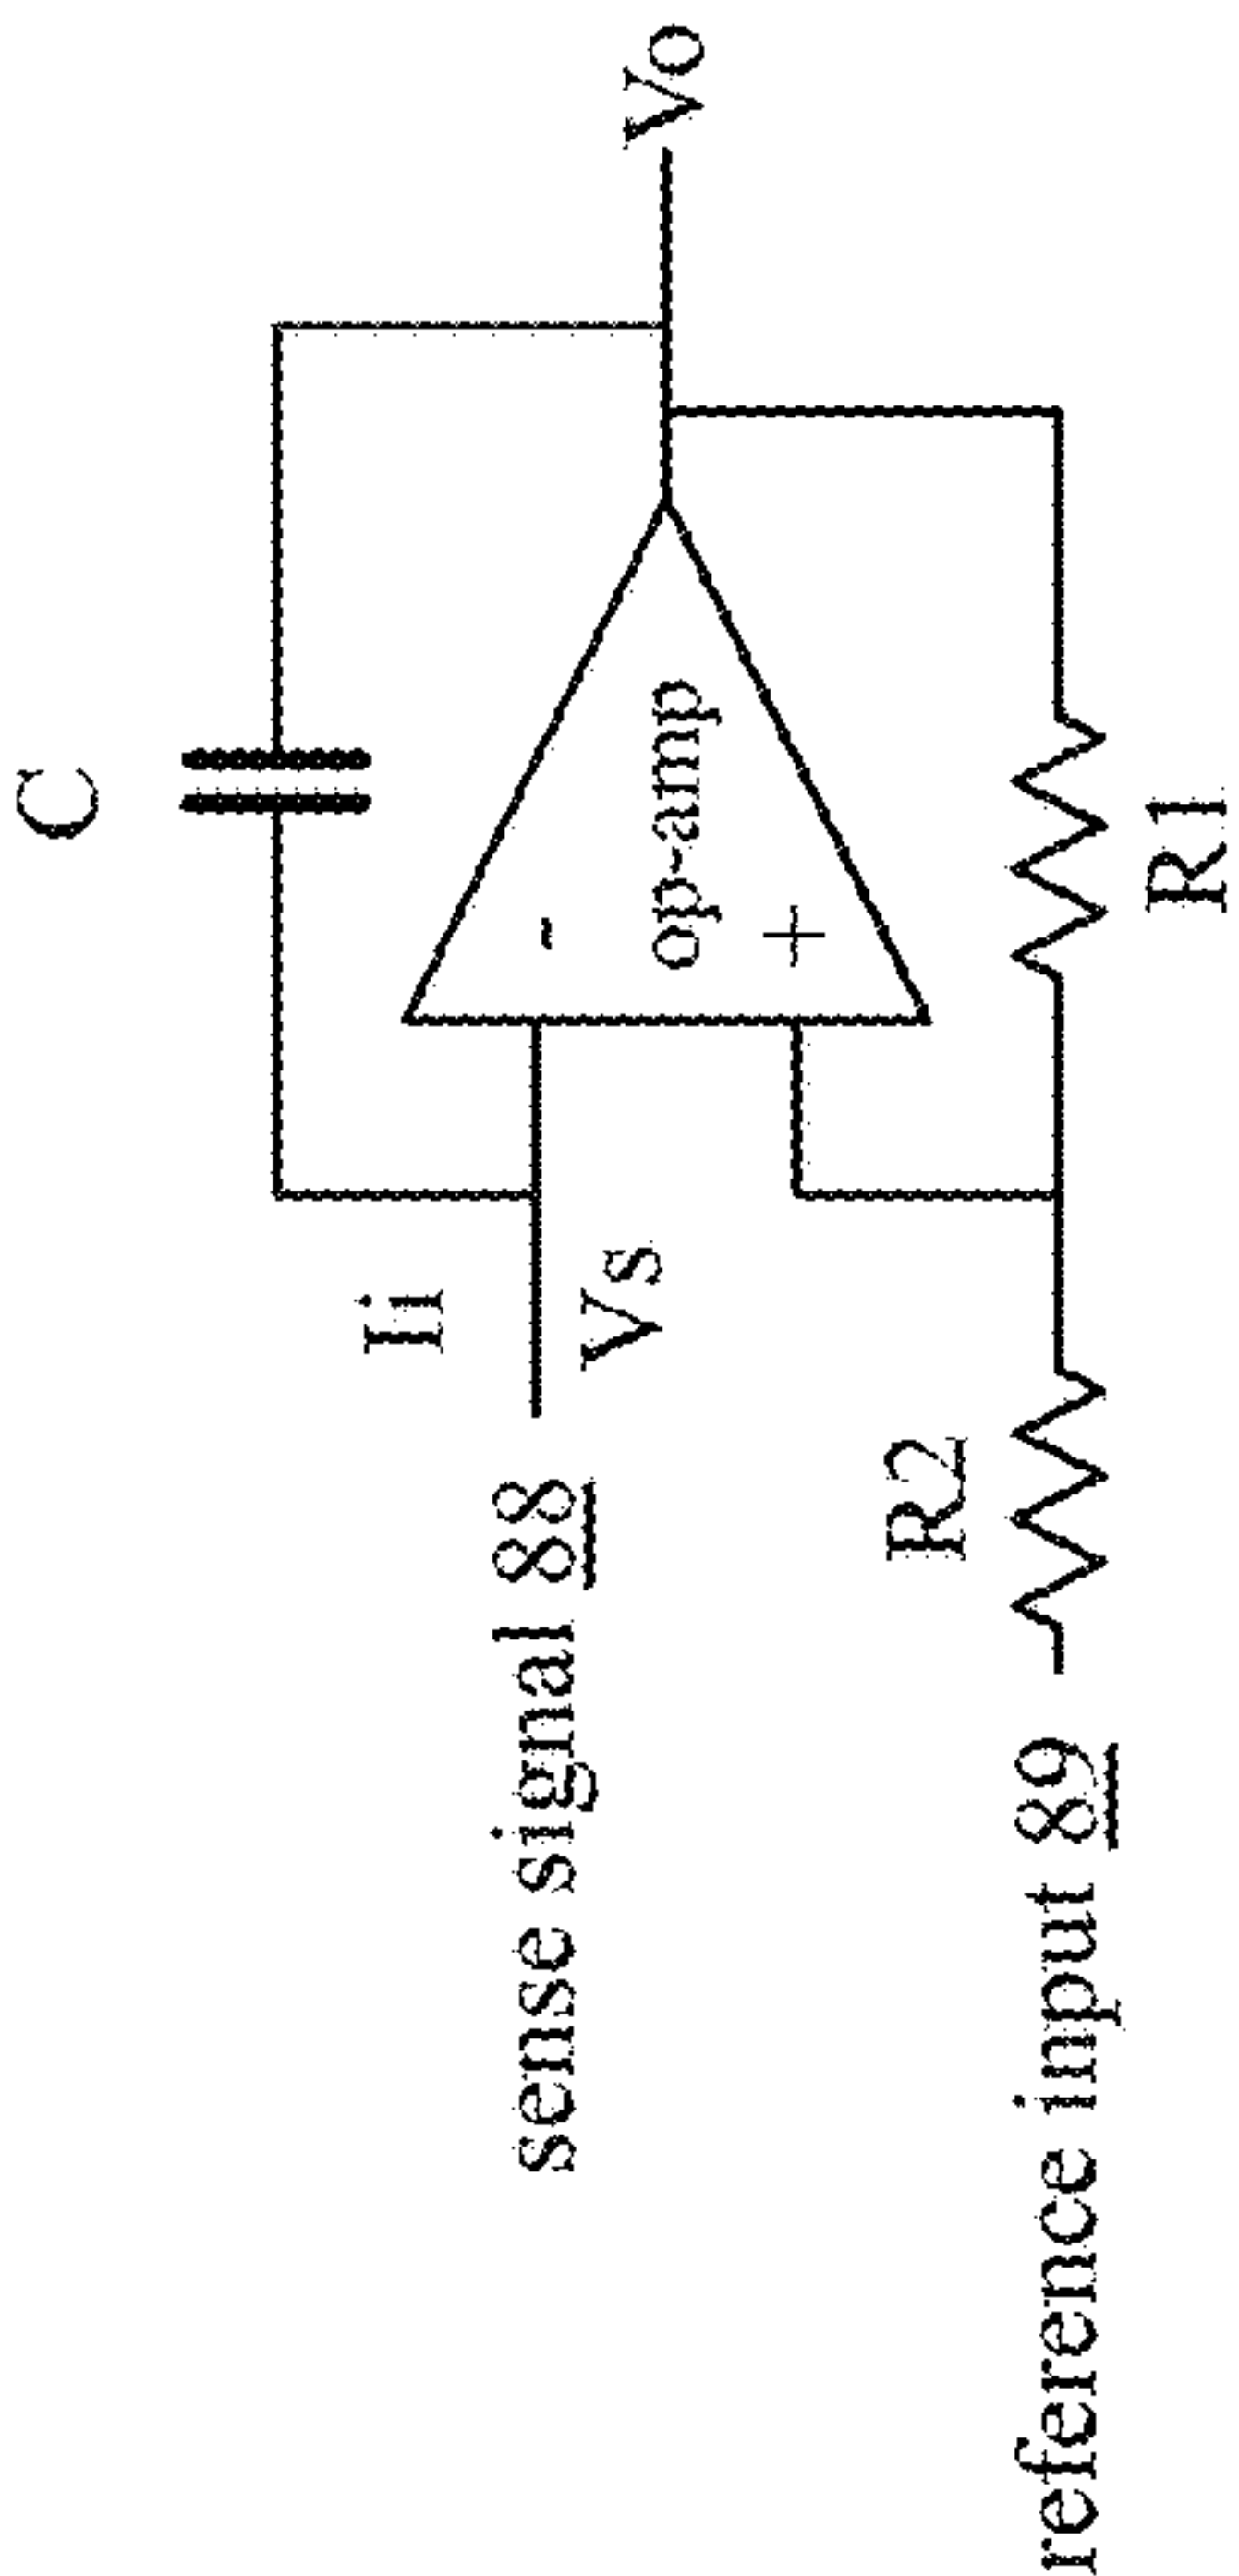 C
Ii
sense signal 88
Vs
-
op-amp
+
Vo
R2
reference input 89
R1